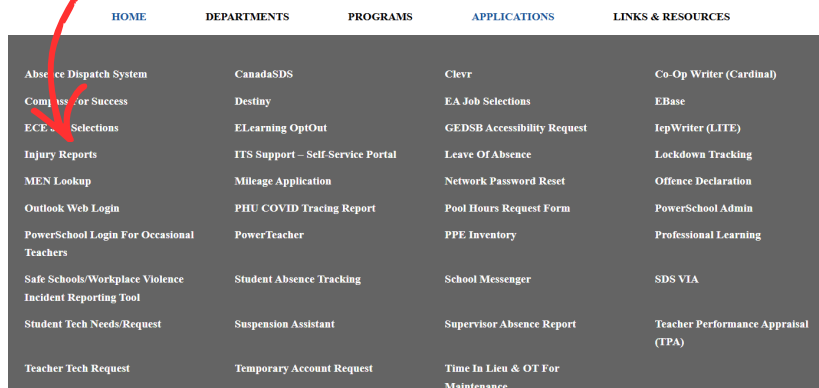 HOME DEPARTMENTS PROGRAMS APPLICATIONS LINKS & RESOURCES
Absence Dispatch System CanadaSDS Clevr Co-Op Writer (Cardinal)
Compass For Success Destiny EA Job Selections EBase
ECE Selections ELearning OptOut GEDSB Accessibility Request IepWriter (LITE)
Injury Reports ITS Support – Self-Service Portal Leave Of Absence Lockdown Tracking
MEN Lookup Mileage Application Network Password Reset Offence Declaration
Outlook Web Login PHU COVID Tracing Report Pool Hours Request Form PowerSchool Admin
PowerSchool Login For Occasional PowerTeacher PPE Inventory Professional Learning
Teachers
Safe Schools/Workplace Violence Student Absence Tracking School Messenger SDS VIA
Incident Reporting Tool
Student Tech Needs/Request Suspension Assistant Supervisor Absence Report Teacher Performance Appraisal
(TPA)
Teacher Tech Request Temporary Account Request Time In Lieu & OT For
Maintenance